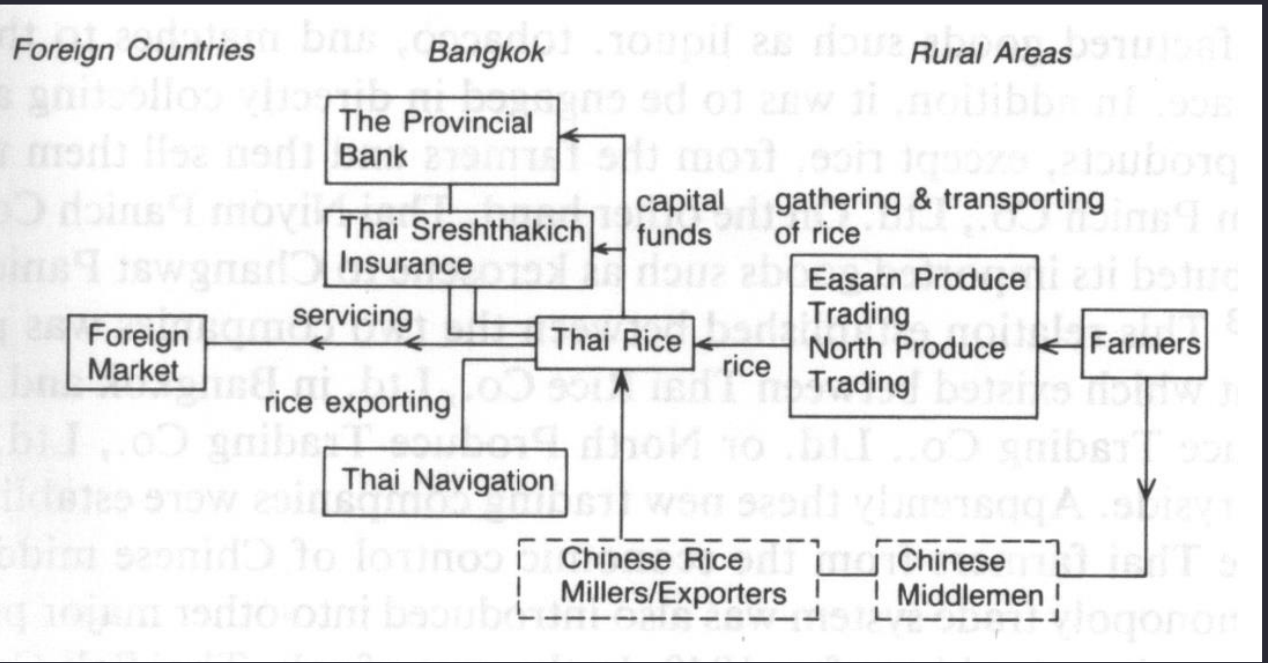 Foreign Countries
Bangkok
Rural Areas
The Provincial
Bank
capital
funds
gathering & transporting
of rice
Thai Sreshthakich
Insurance
Easarn Produce
Trading
North Produce
Trading
servicing
Foreign
Market
Thai Rice
rice
Farmers
rice exporting
Thai Navigation
Chinese Rice
Millers/Exporters
Chinese
Middlemen